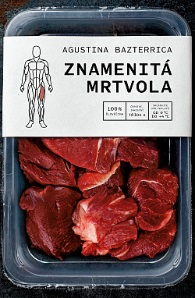 AGUSTINA BAZTERRICA
ZNAMENITÁ
MRTVOLA
100%